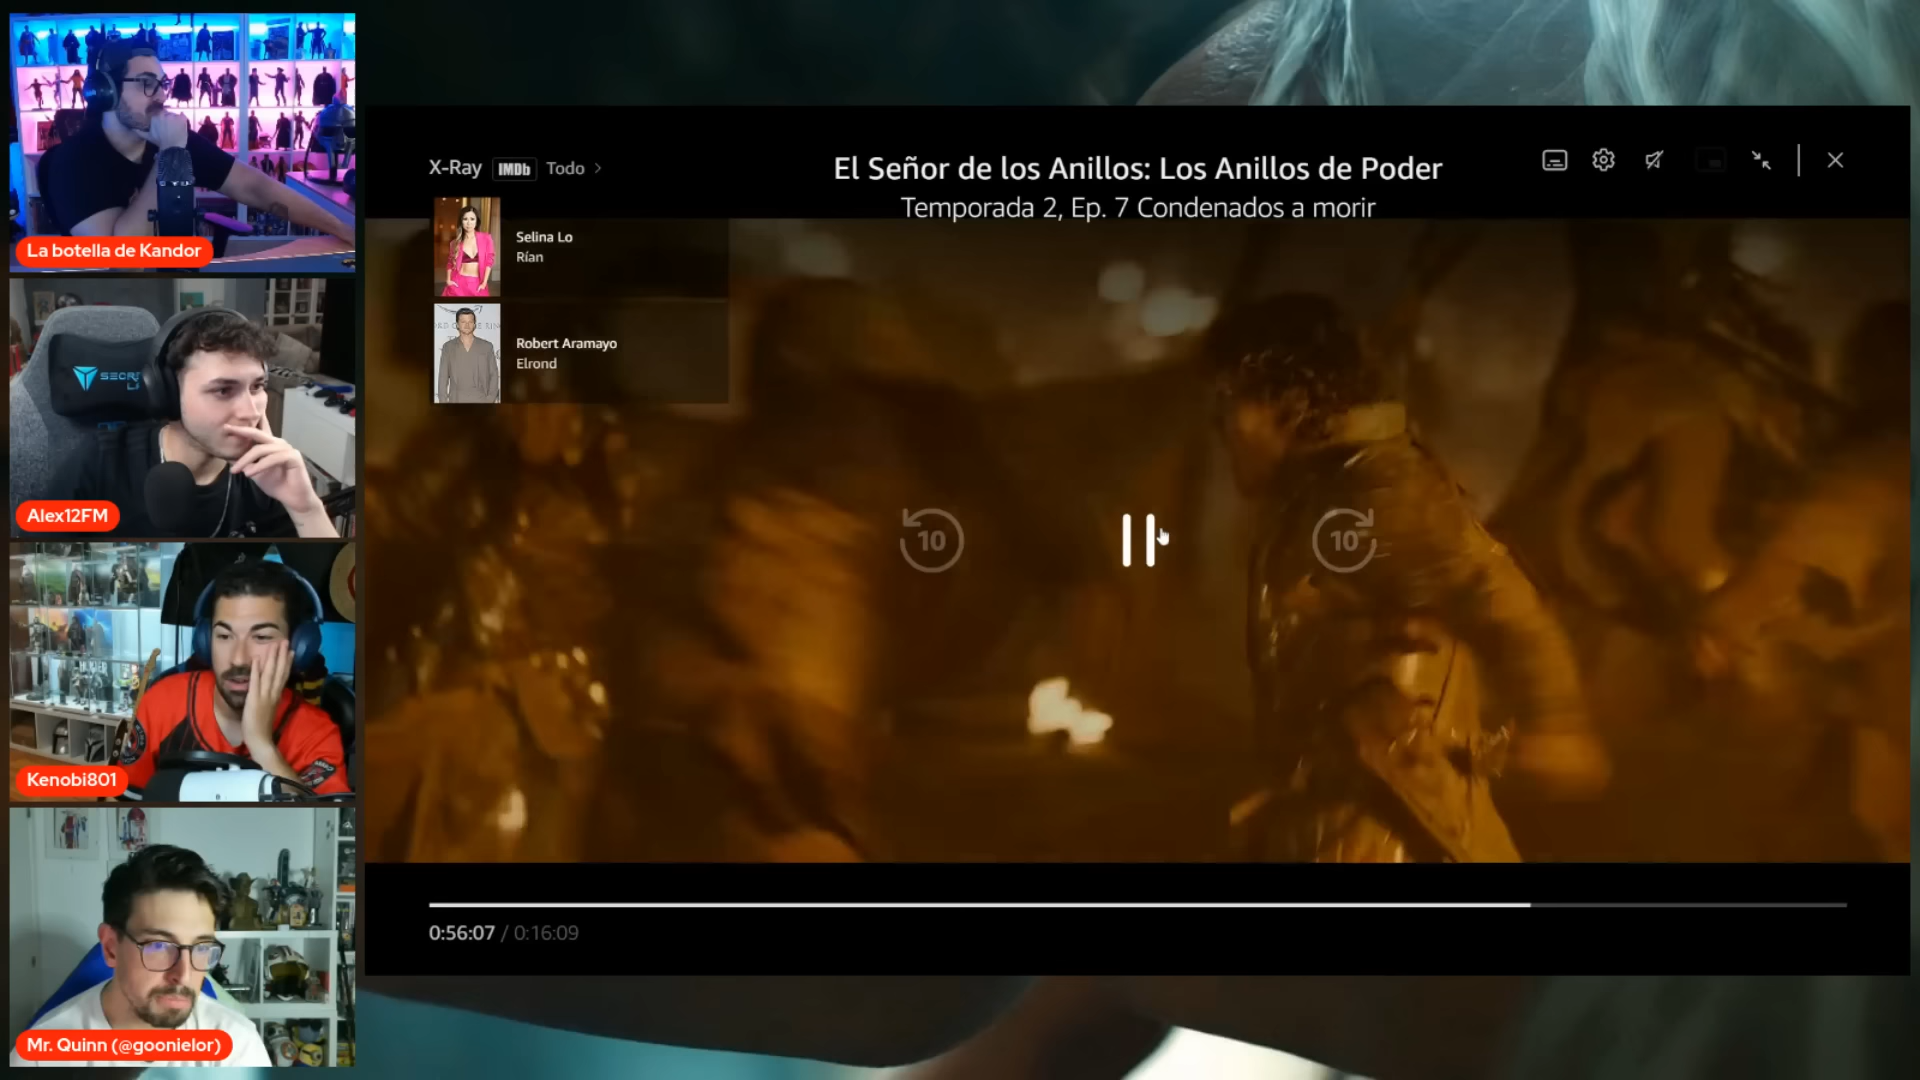 La botella de Kandor
SECRE
Alex12FM
Kenobi801
Mr. Quinn (@goonielor)
X-Ray IMDb Todo
El Señor de los Anillos: Los Anillos de Poder
Temporada 2, Ep. 7 Condenados a morir
Selina Lo
Rían
Robert Aramayo
Elrond
10
10
0:56:07 / 0:16:09